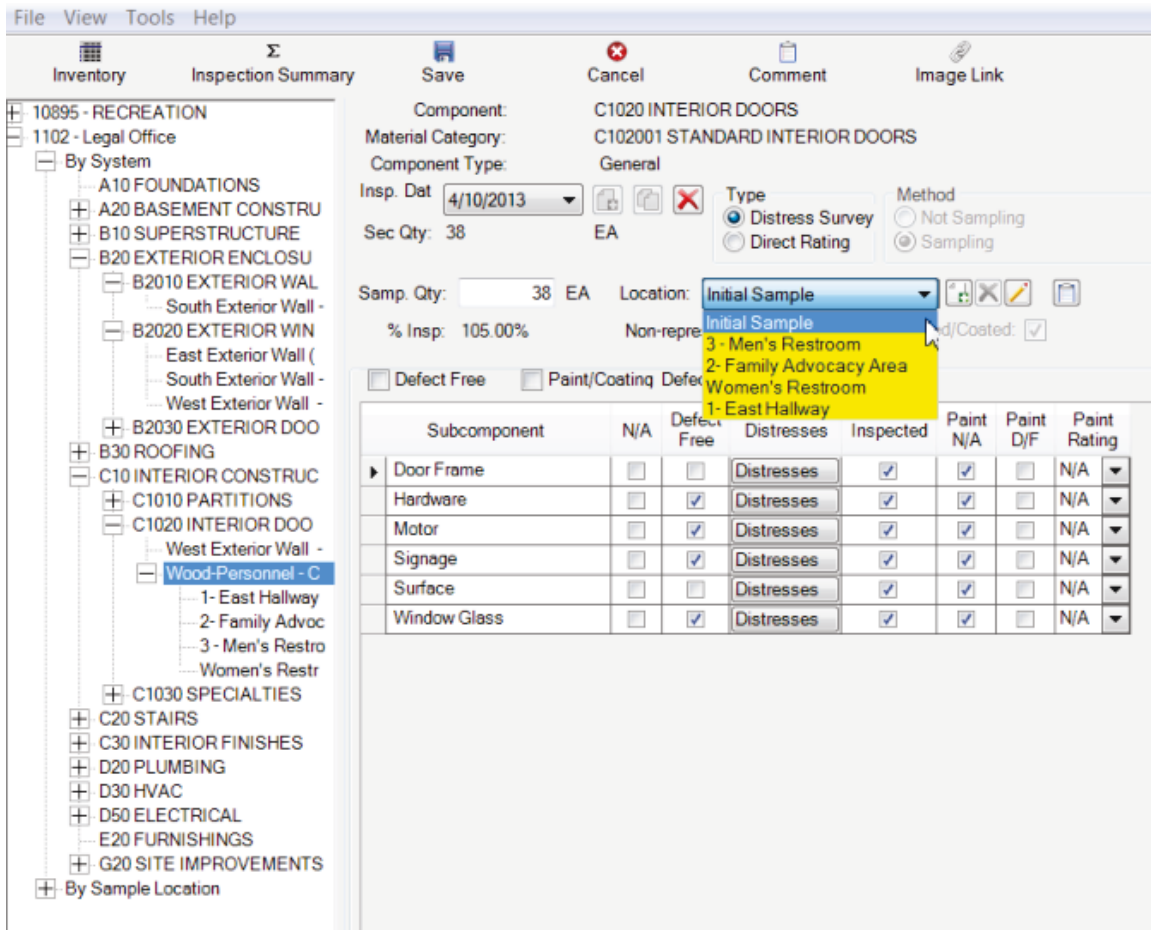 File View Tools Help
Inventory Σ Inspection Summary Save Cancel Comment Image Link
10895 - RECREATION
1102 - Legal Office
By System
A10 FOUNDATIONS
A20 BASEMENT CONSTRU
B10 SUPERSTRUCTURE
B20 EXTERIOR ENCLOSU
B2010 EXTERIOR WAL
South Exterior Wall -
B2020 EXTERIOR WIN
East Exterior Wall (
South Exterior Wall -
West Exterior Wall -
B2030 EXTERIOR DOO
B30 ROOFING
C10 INTERIOR CONSTRUC
C1010 PARTITIONS
C1020 INTERIOR DOO
West Exterior Wall -
Wood-Personnel - C
1- East Hallway
2- Family Advoc
3 - Men's Restro
Women's Restr
C1030 SPECIALTIES
C20 STAIRS
C30 INTERIOR FINISHES
D20 PLUMBING
D30 HVAC
D50 ELECTRICAL
E20 FURNISHINGS
G20 SITE IMPROVEMENTS
By Sample Location
Component: C1020 INTERIOR DOORS
Material Category: C102001 STANDARD INTERIOR DOORS
Component Type: General
Insp. Dat 4/10/2013 Type Method
Distress Survey Not Sampling
Sec Qty: 38 EA Direct Rating Sampling
Samp. Qty: 38 EA Location: Initial Sample
% Insp: 105.00% Non-repre Initial Sample d/Coated:
3 - Men's Restroom
2- Family Advocacy Area
Defect Free Paint/Coating Defec Women's Restroom
1- East Hallway
Subcomponent N/A Defect Free Distresses Inspected Paint N/A Paint D/F Paint Rating
Door Frame Distresses N/A
Hardware Distresses N/A
Motor Distresses N/A
Signage Distresses N/A
Surface Distresses N/A
Window Glass Distresses N/A